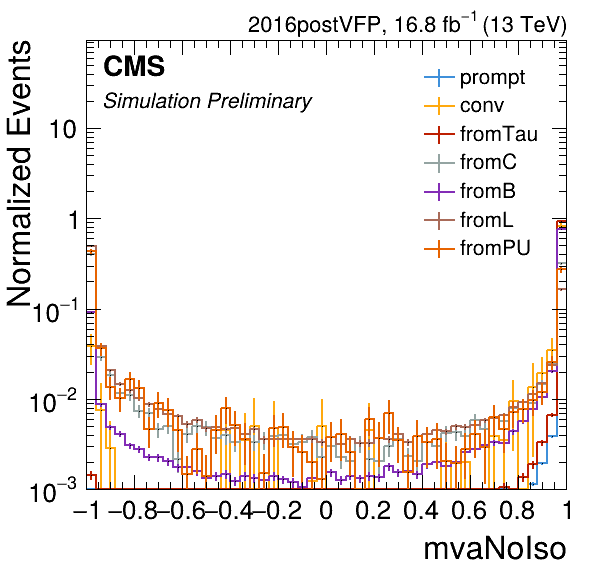 2016postVFP, 16.8 fb⁻¹ (13 TeV)
CMS
Simulation Preliminary
prompt
conv
fromTau
fromC
fromB
fromL
fromPU
Normalized Events
10
1
10⁻¹
10⁻²
10⁻³
−1 −0.8 −0.6 −0.4 −0.2 0 0.2 0.4 0.6 0.8 1
mvaNoIso